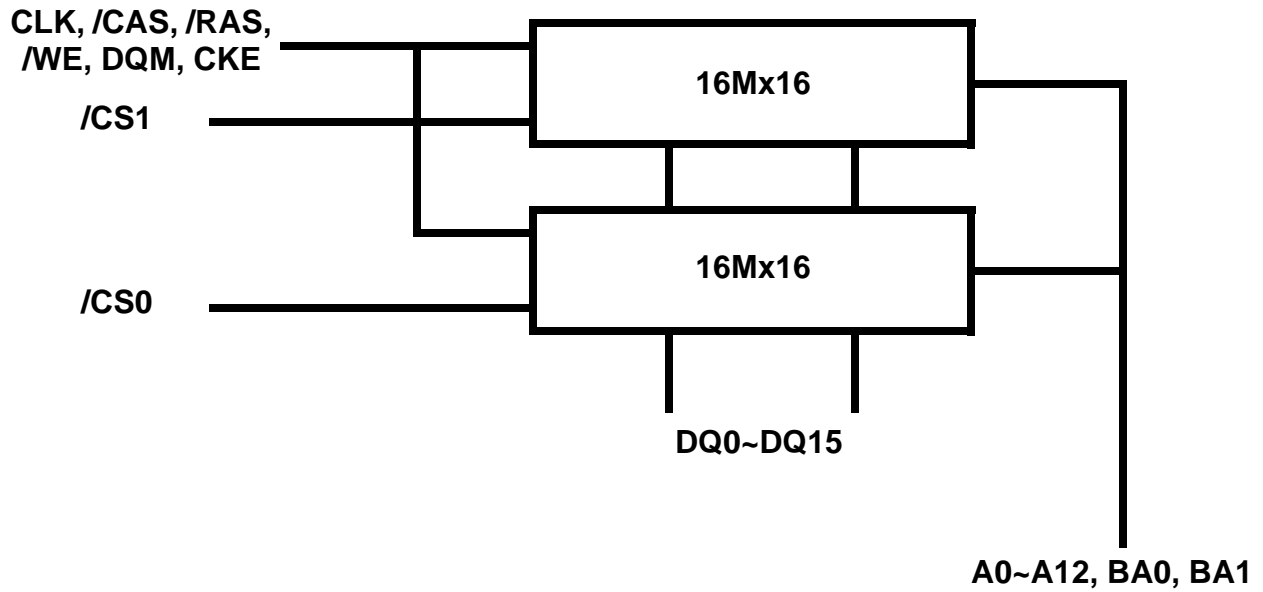 CLK, /CAS, /RAS,
/WE, DQM, CKE
16Mx16
/CS1
16Mx16
/CS0
DQ0~DQ15
A0~A12, BA0, BA1